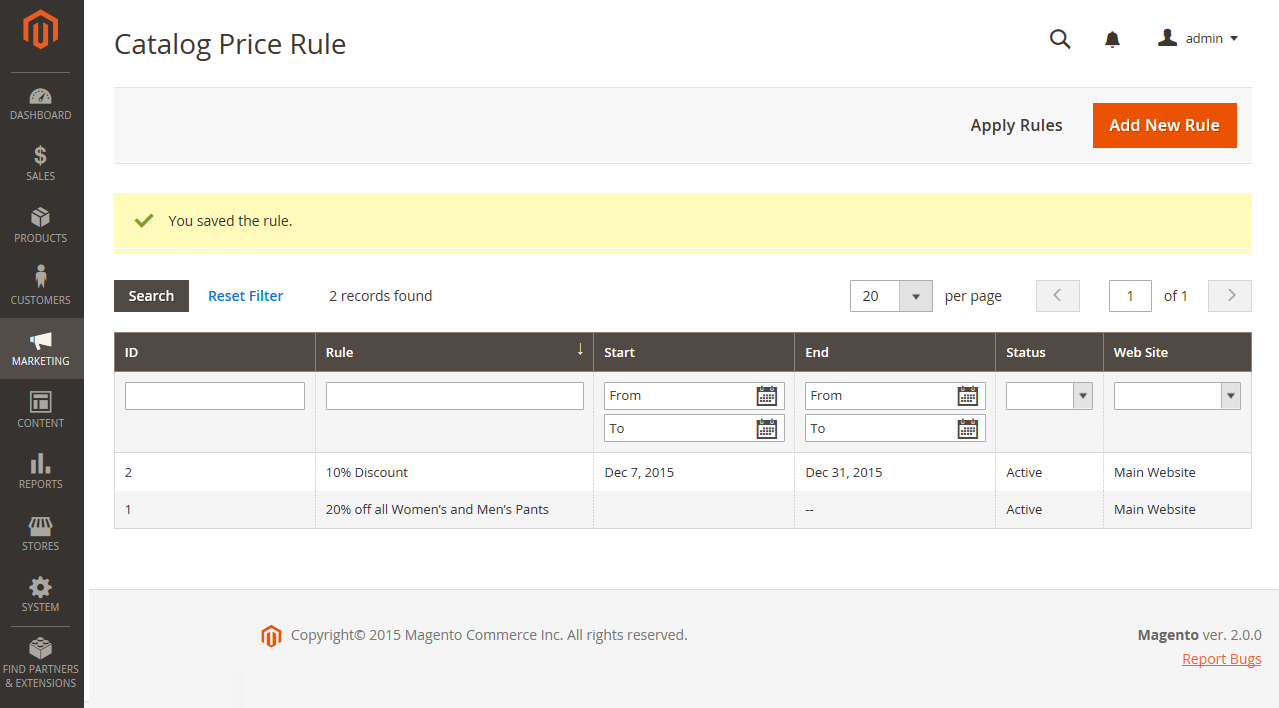 Catalog Price Rule
admin
DASHBOARD
SALES
PRODUCTS
CUSTOMERS
MARKETING
CONTENT
REPORTS
STORES
SYSTEM
FIND PARTNERS
& EXTENSIONS
Apply Rules Add New Rule
You saved the rule.
Search Reset Filter 2 records found 20 per page 1 of 1
ID Rule ↓ Start End Status Web Site
From From
To To
2 10% Discount Dec 7, 2015 Dec 31, 2015 Active Main Website
1 20% off all Women’s and Men’s Pants -- Active Main Website
Copyright© 2015 Magento Commerce Inc. All rights reserved. Magento ver. 2.0.0
Report Bugs